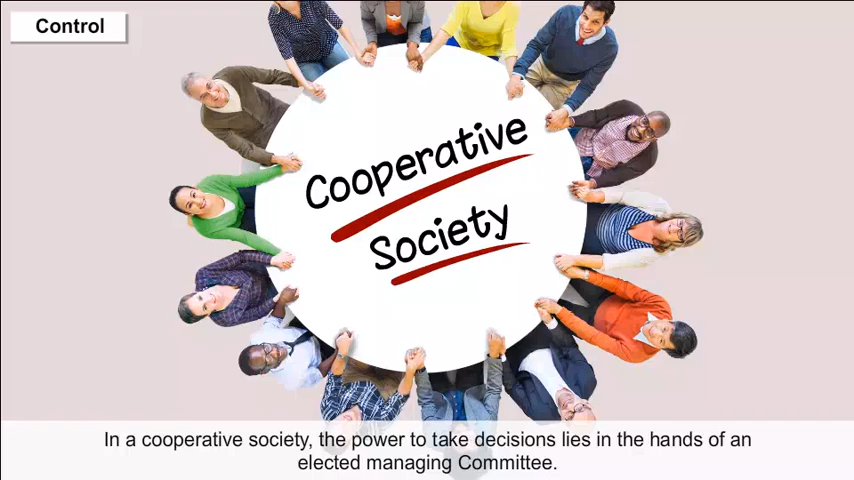 Control
Cooperative
Society
In a cooperative society, the power to take decisions lies in the hands of an
elected managing Committee.